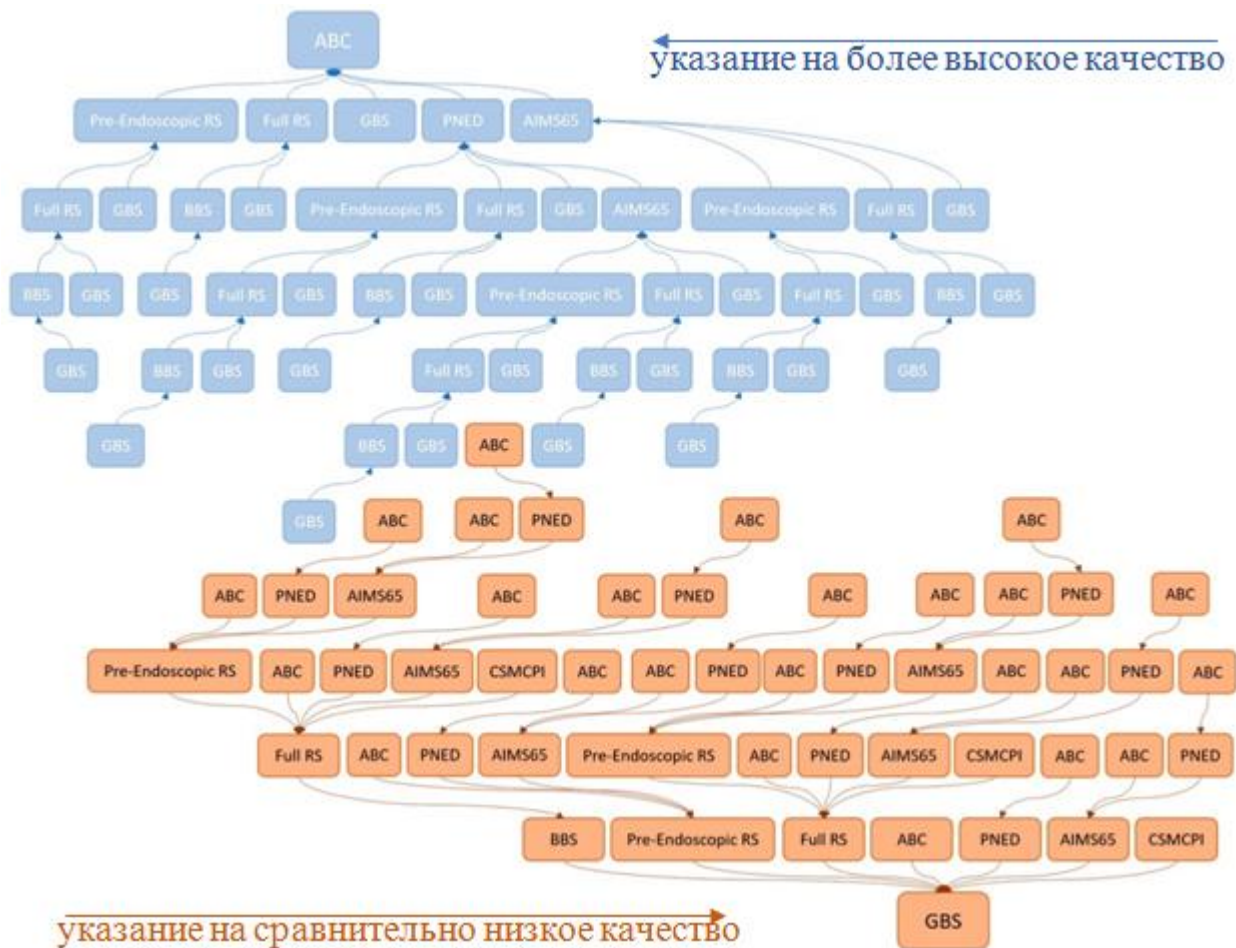 ABC
указание на более высокое качество
Pre-Endoscopic RS Full RS GBS PNED AIMS65
Full RS GBS BBS GBS Pre-Endoscopic RS Full RS GBS AIMS65 Pre-Endoscopic RS Full RS GBS
BBS GBS GBS Full RS GBS BBS GBS Pre-Endoscopic RS Full RS GBS Full RS GBS BBS GBS
GBS BBS GBS GBS Full RS GBS BBS GBS BBS GBS GBS
GBS BBS GBS ABC GBS GBS
GBS ABC ABC PNED ABC ABC
ABC PNED AIMS65 ABC ABC PNED ABC ABC ABC PNED ABC
Pre-Endoscopic RS ABC PNED AIMS65 CSMCPI ABC ABC PNED ABC PNED AIMS65 ABC ABC PNED ABC
Full RS ABC PNED AIMS65 Pre-Endoscopic RS ABC PNED AIMS65 CSMCPI ABC ABC PNED
BBS Pre-Endoscopic RS Full RS ABC PNED AIMS65 CSMCPI
GBS
указание на сравнительно низкое качество